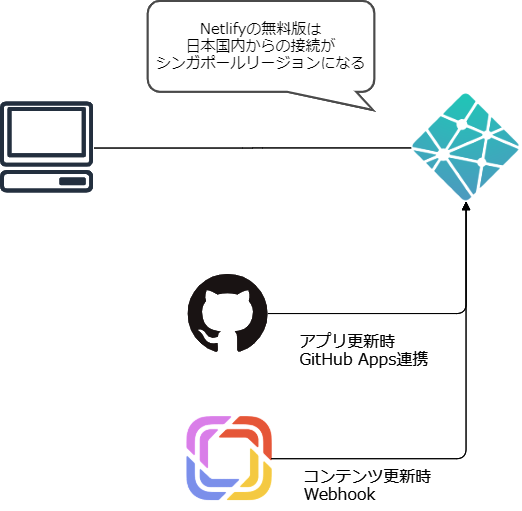 Netlifyの無料版は
日本国内からの接続が
シンガポールリージョンになる
アプリ更新時
GitHub Apps連携
コンテンツ更新時
Webhook